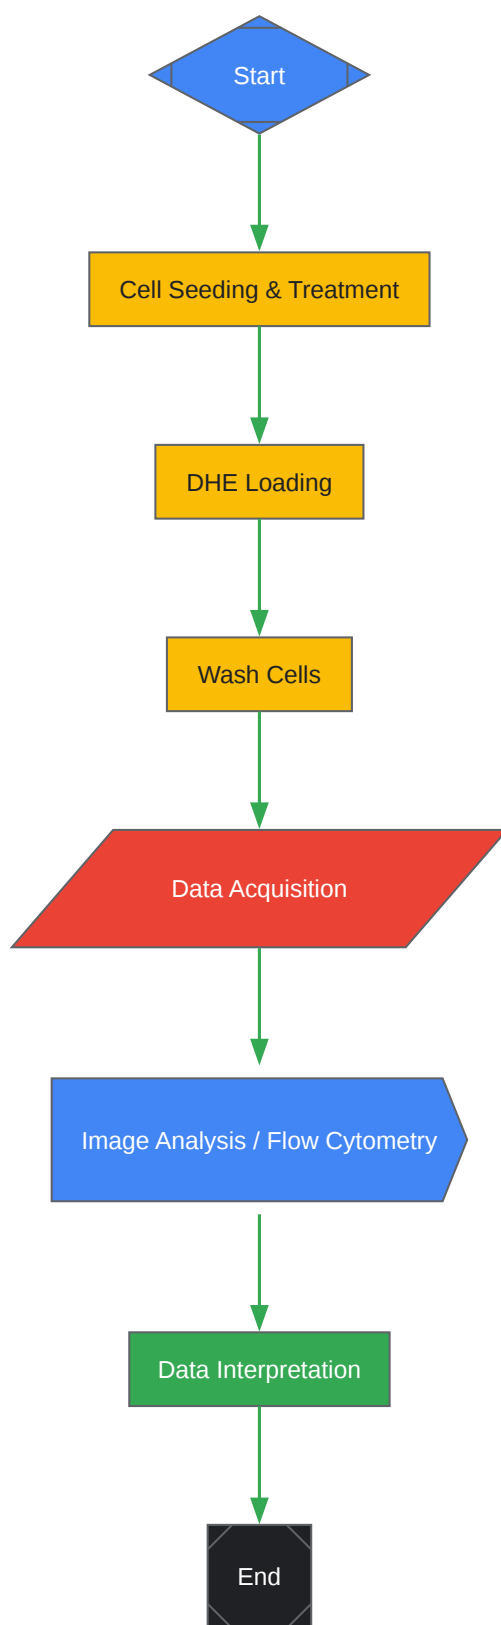 Start
Cell Seeding & Treatment
DHE Loading
Wash Cells
Data Acquisition
Image Analysis / Flow Cytometry
Data Interpretation
End